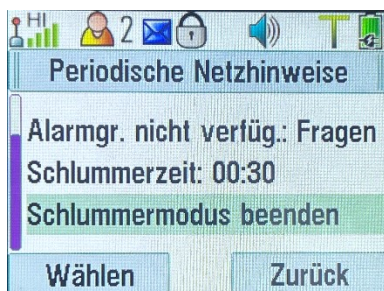 HI
2
T
Periodische Netzhinweise
Alarmgr. nicht verfüg.: Fragen
Schlummerzeit: 00:30
Schlummermodus beenden
Wählen
Zurück